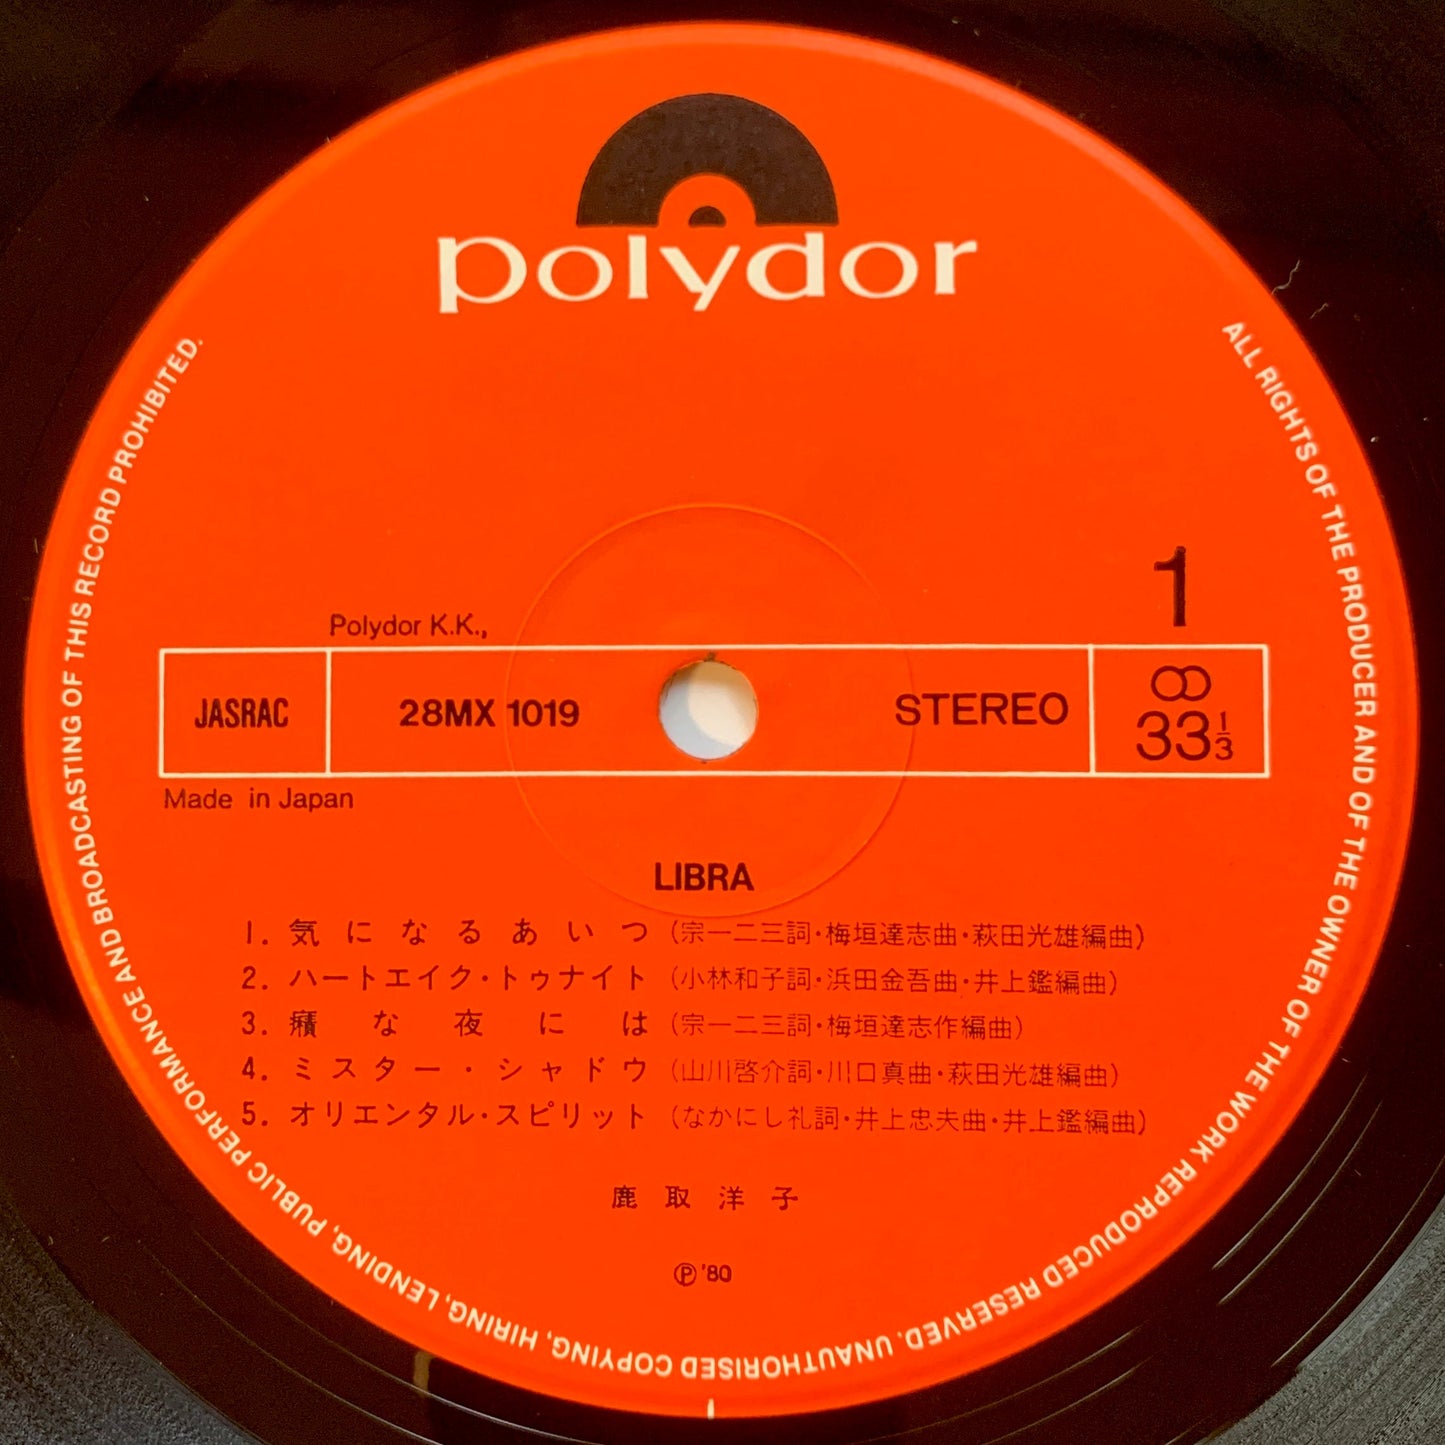 polydor
1
Polydor K.K.,
JASRAC 28MX 1019 STEREO 33 1/3
Made in Japan
LIBRA
1. 気になるあいつ (宗一二三詞・梅垣達志曲・萩田光雄編曲)
2. ハートエイク・トゥナイト (小林和子詞・浜田金吾曲・井上鑑編曲)
3. 癪な夜には (宗一二三詞・梅垣達志作編曲)
4. ミスター・シャドウ (山川啓介詞・川口真曲・萩田光雄編曲)
5. オリエンタル・スピリット (なかにし礼詞・井上忠夫曲・井上鑑編曲)
鹿取洋子
Ⓟ '80
ALL RIGHTS OF THE PRODUCER AND OF THE OWNER OF THE WORK REPRODUCED RESERVED. UNAUTHORISED COPYING, HIRING, LENDING, PUBLIC PERFORMANCE AND BROADCASTING OF THIS RECORD PROHIBITED.